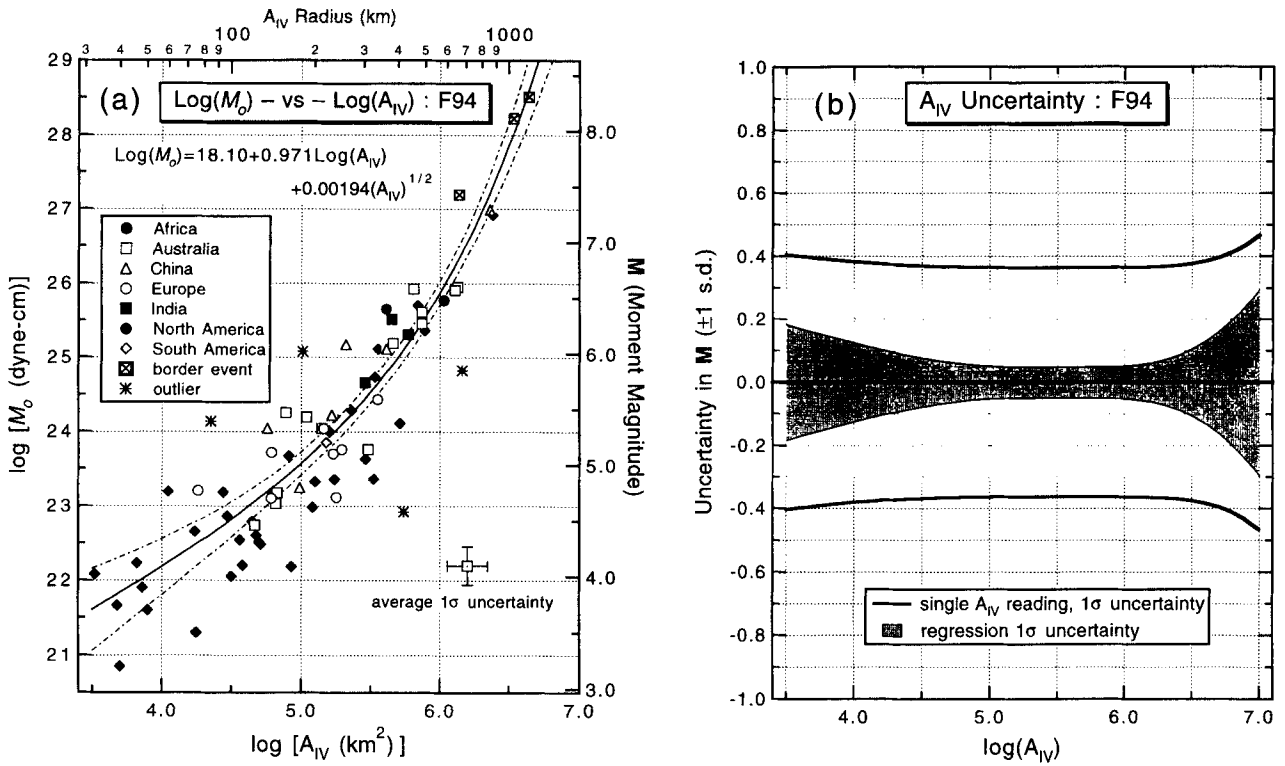 A_IV Radius (km)
100 1000
3 4 5 6 7 8 9 2 3 4 5 6 7 8 9
(a) Log(M_o) – vs – Log(A_IV) : F94
Log(M_o)=18.10+0.971Log(A_IV)
+0.00194(A_IV)^1/2
Africa
Australia
China
Europe
India
North America
South America
border event
outlier
average 1σ uncertainty
log [M_o (dyne-cm)]
29
28
27
26
25
24
23
22
21
M (Moment Magnitude)
8.0
7.0
6.0
5.0
4.0
3.0
4.0 5.0 6.0 7.0
log [A_IV (km²) ]
(b) A_IV Uncertainty : F94
Uncertainty in M (±1 s.d.)
1.0
0.8
0.6
0.4
0.2
0.0
-0.2
-0.4
-0.6
-0.8
-1.0
single A_IV reading, 1σ uncertainty
regression 1σ uncertainty
4.0 5.0 6.0 7.0
log(A_IV)